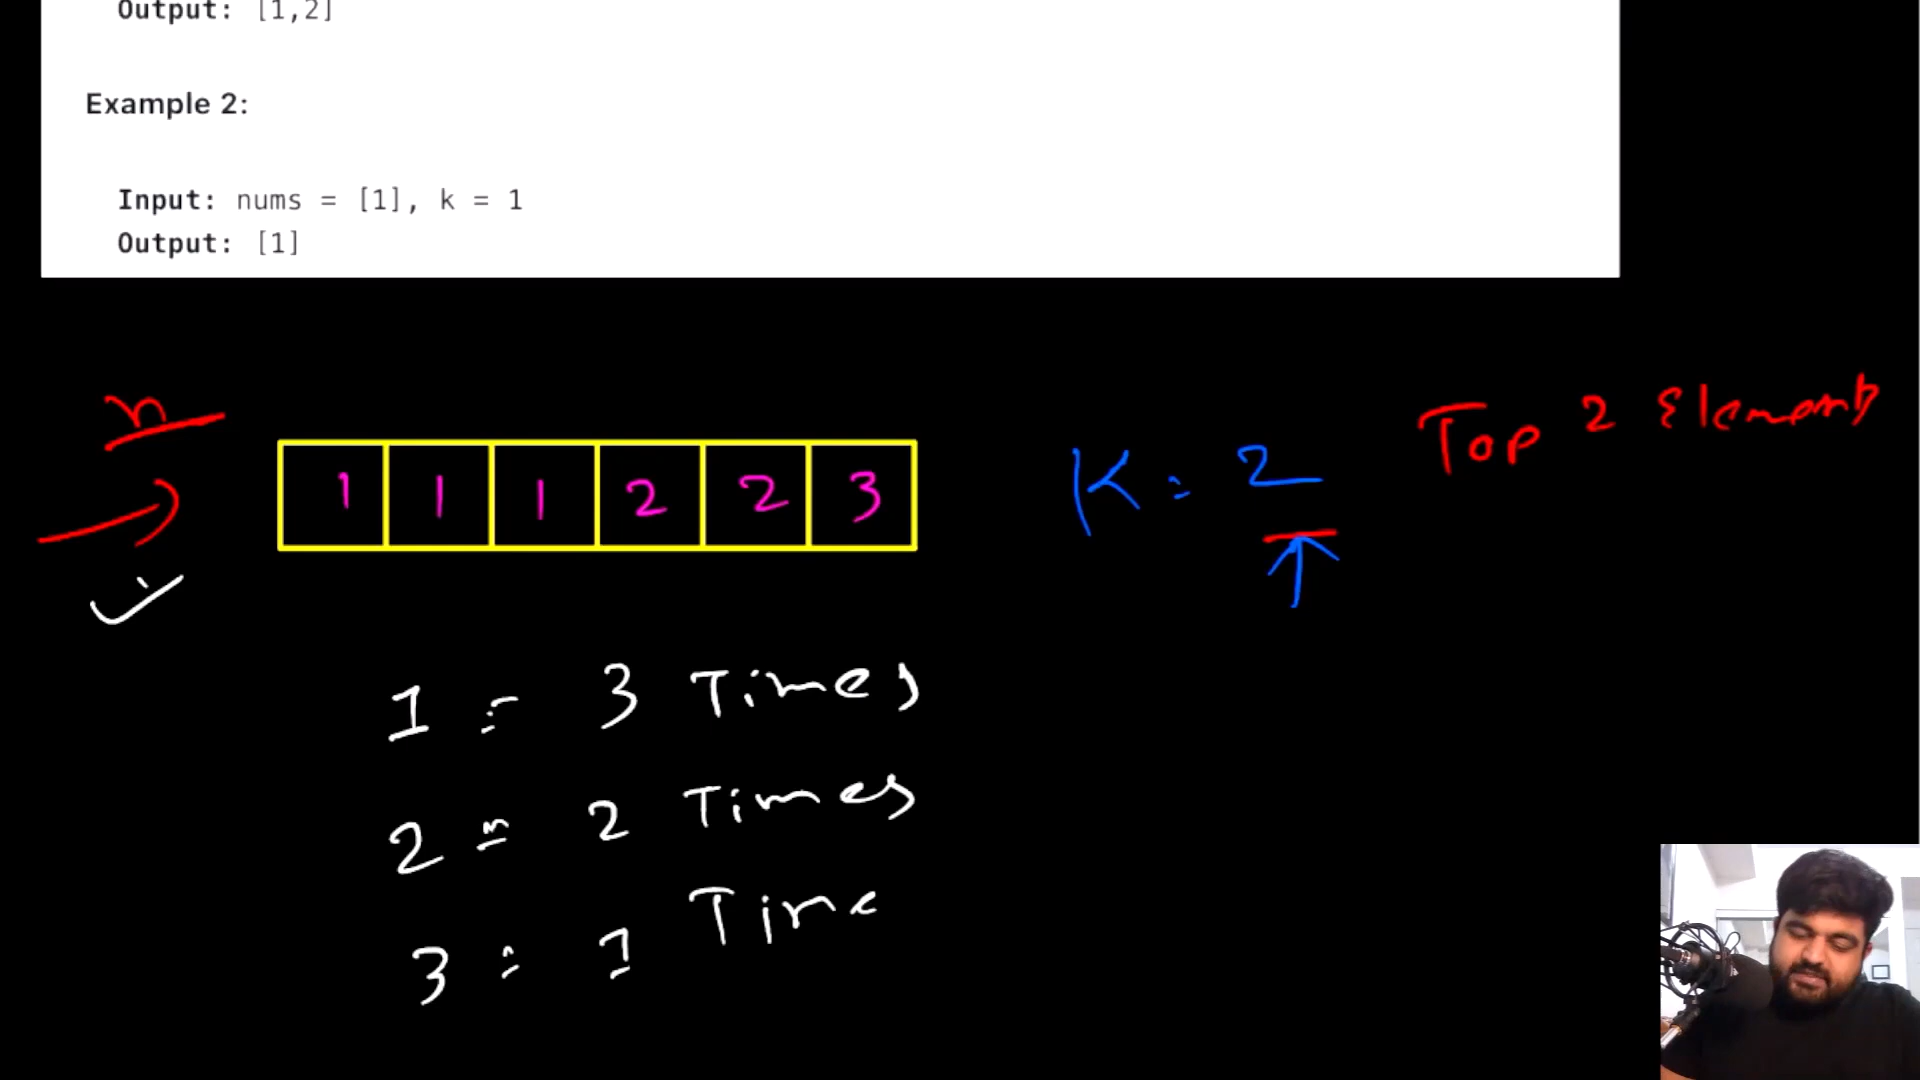 Output: [1,2]
Example 2:
Input: nums = [1], k = 1
Output: [1]
n
1 1 1 2 2 3
K = 2
Top 2 Elements
1 = 3 Times
2 = 2 Times
3 = 1 Time